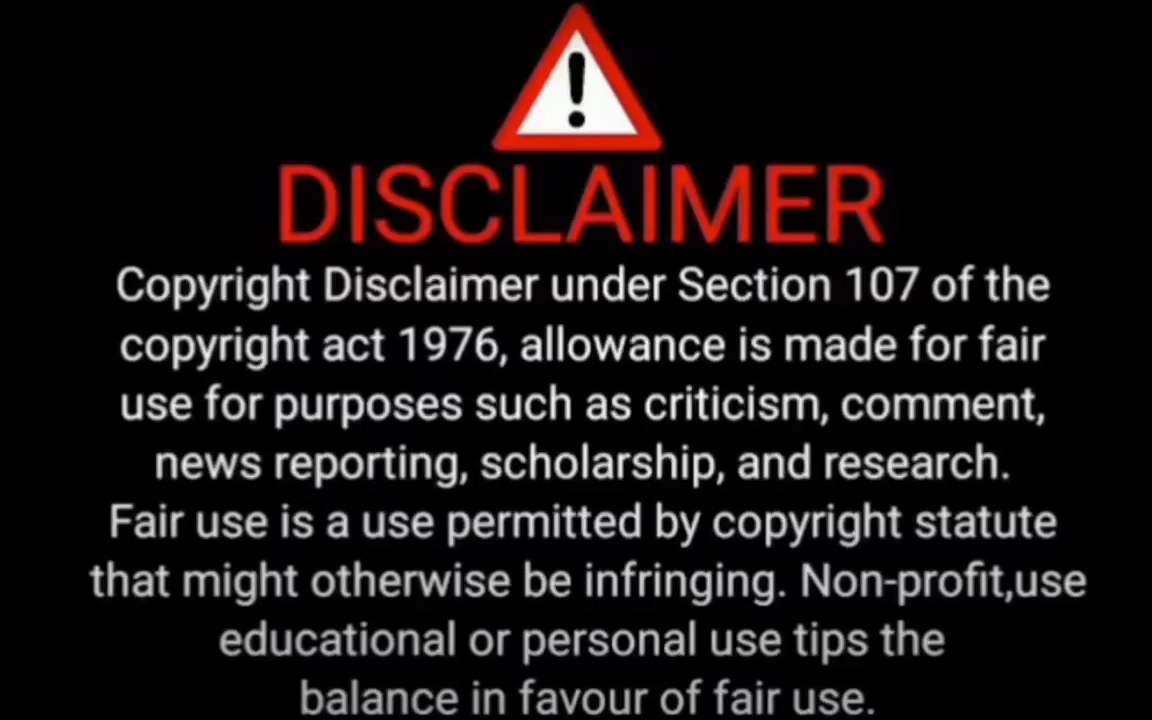 DISCLAIMER
Copyright Disclaimer under Section 107 of the
copyright act 1976, allowance is made for fair
use for purposes such as criticism, comment,
news reporting, scholarship, and research.
Fair use is a use permitted by copyright statute
that might otherwise be infringing. Non-profit,use
educational or personal use tips the
balance in favour of fair use.